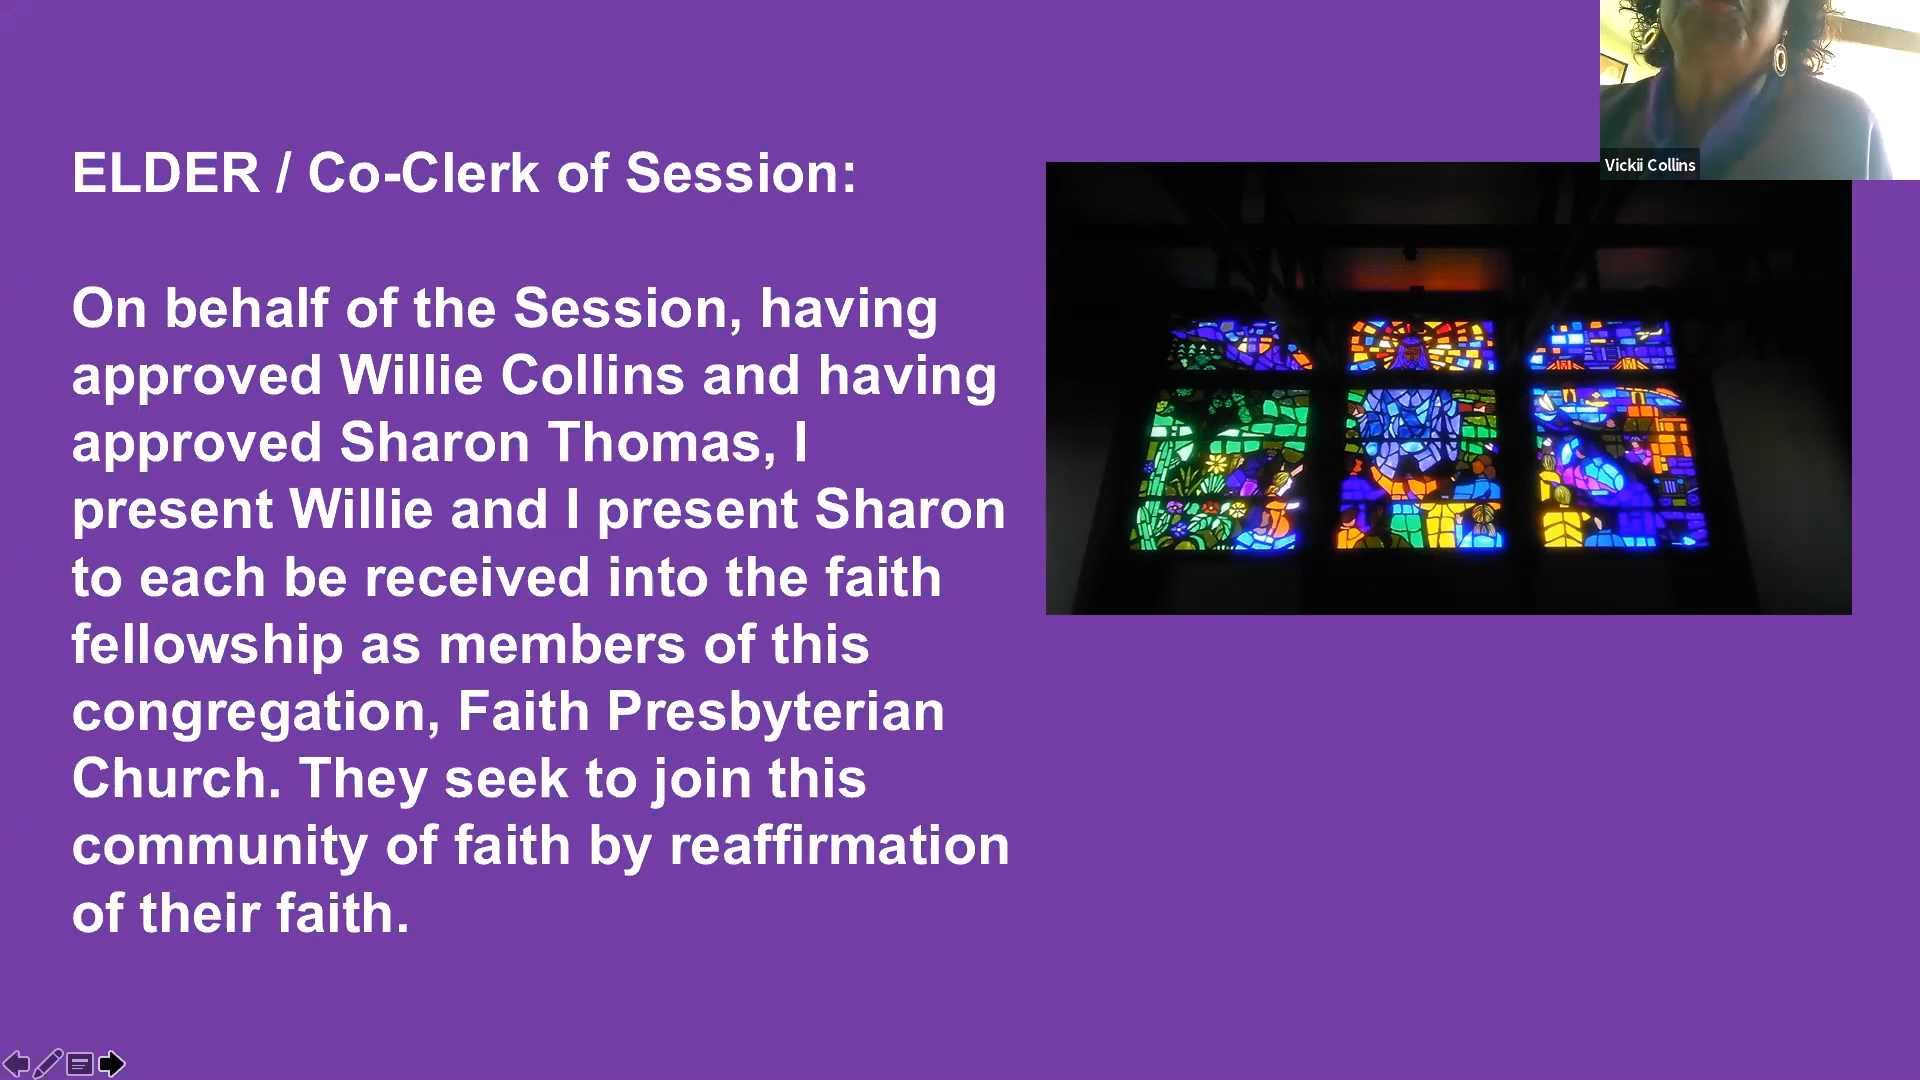 ELDER / Co-Clerk of Session:
On behalf of the Session, having
approved Willie Collins and having
approved Sharon Thomas, I
present Willie and I present Sharon
to each be received into the faith
fellowship as members of this
congregation, Faith Presbyterian
Church. They seek to join this
community of faith by reaffirmation
of their faith.
Vickii Collins